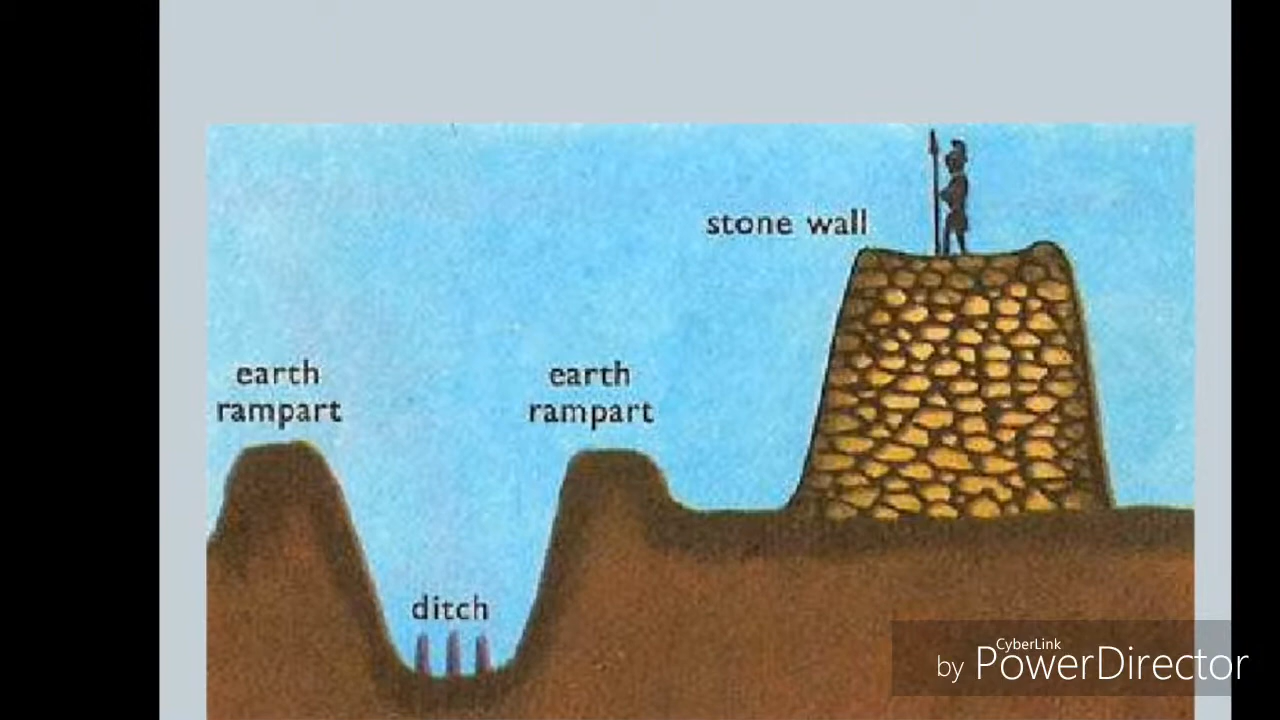 stone wall
earth
rampart
earth
rampart
ditch
CyberLink
by PowerDirector